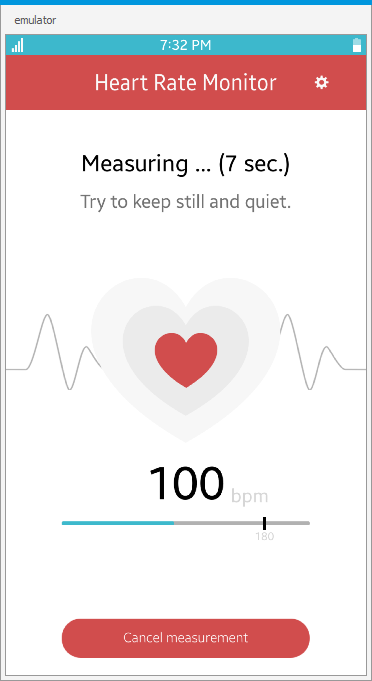 emulator
7:32 PM
Heart Rate Monitor
Measuring ... (7 sec.)
Try to keep still and quiet.
100 bpm
180
Cancel measurement